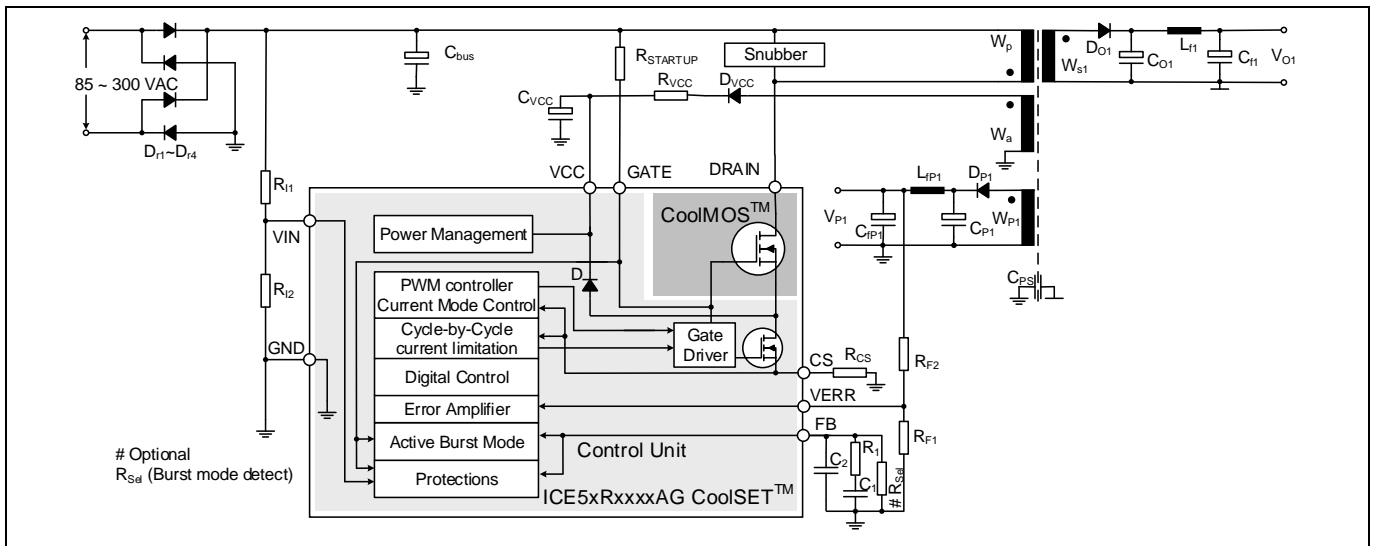 85 ~ 300 VAC
Dr1~Dr4
Cbus
RSTARTUP
Snubber
Wp
Ws1
DO1
CO1
Lf1
Cf1
VO1
RVCC
DVCC
CVCC
Wa
VCC
GATE
DRAIN
LfP1
DP1
VP1
CfP1
CP1
WP1
CPS
RI1
VIN
RI2
GND
CoolMOS™
Power Management
D
PWM controller
Current Mode Control
Cycle-by-Cycle
current limitation
Gate
Driver
Digital Control
Error Amplifier
Active Burst Mode
Protections
Control Unit
ICE5xRxxxxAG CoolSET™
CS
RCS
VERR
FB
RF2
RF1
C2
R1
C1
# RSel
# Optional
RSel (Burst mode detect)